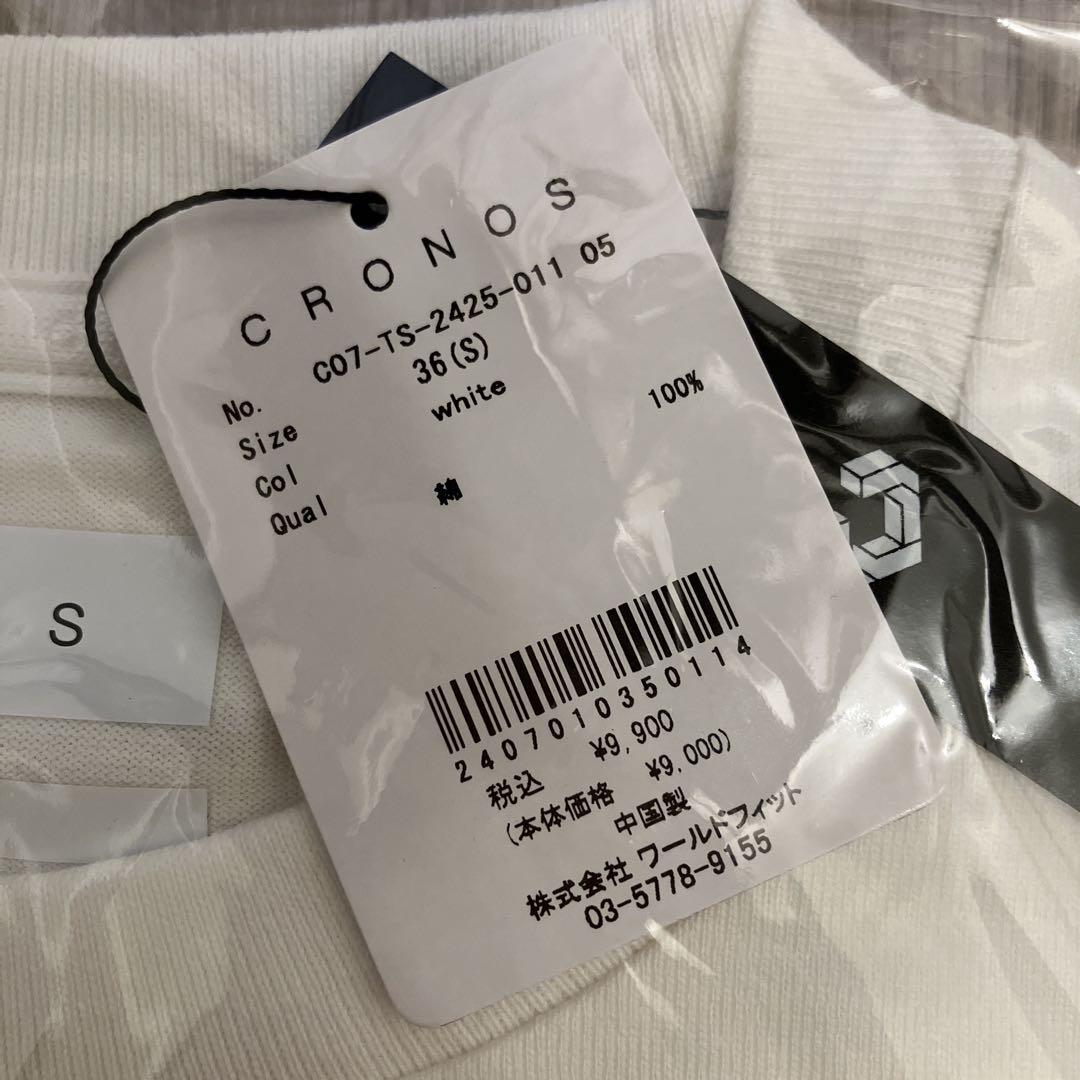 CRONOS
No. C07-TS-2425-011 05
Size 36(S)
Col white
Qual 綿 100%
2407010350114
税込 ¥9,900
(本体価格 ¥9,000)
中国製
株式会社 ワールドフィット
03-5778-9155
S